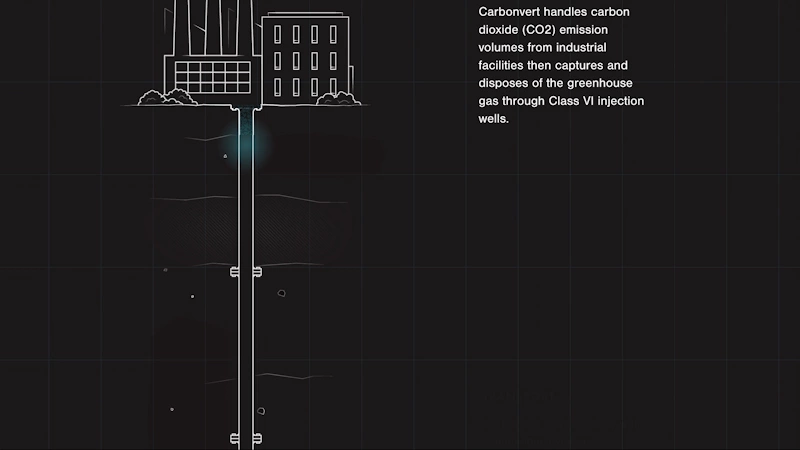 Carbonvert handles carbon
dioxide (CO2) emission
volumes from industrial
facilities then captures and
disposes of the greenhouse
gas through Class VI injection
wells.